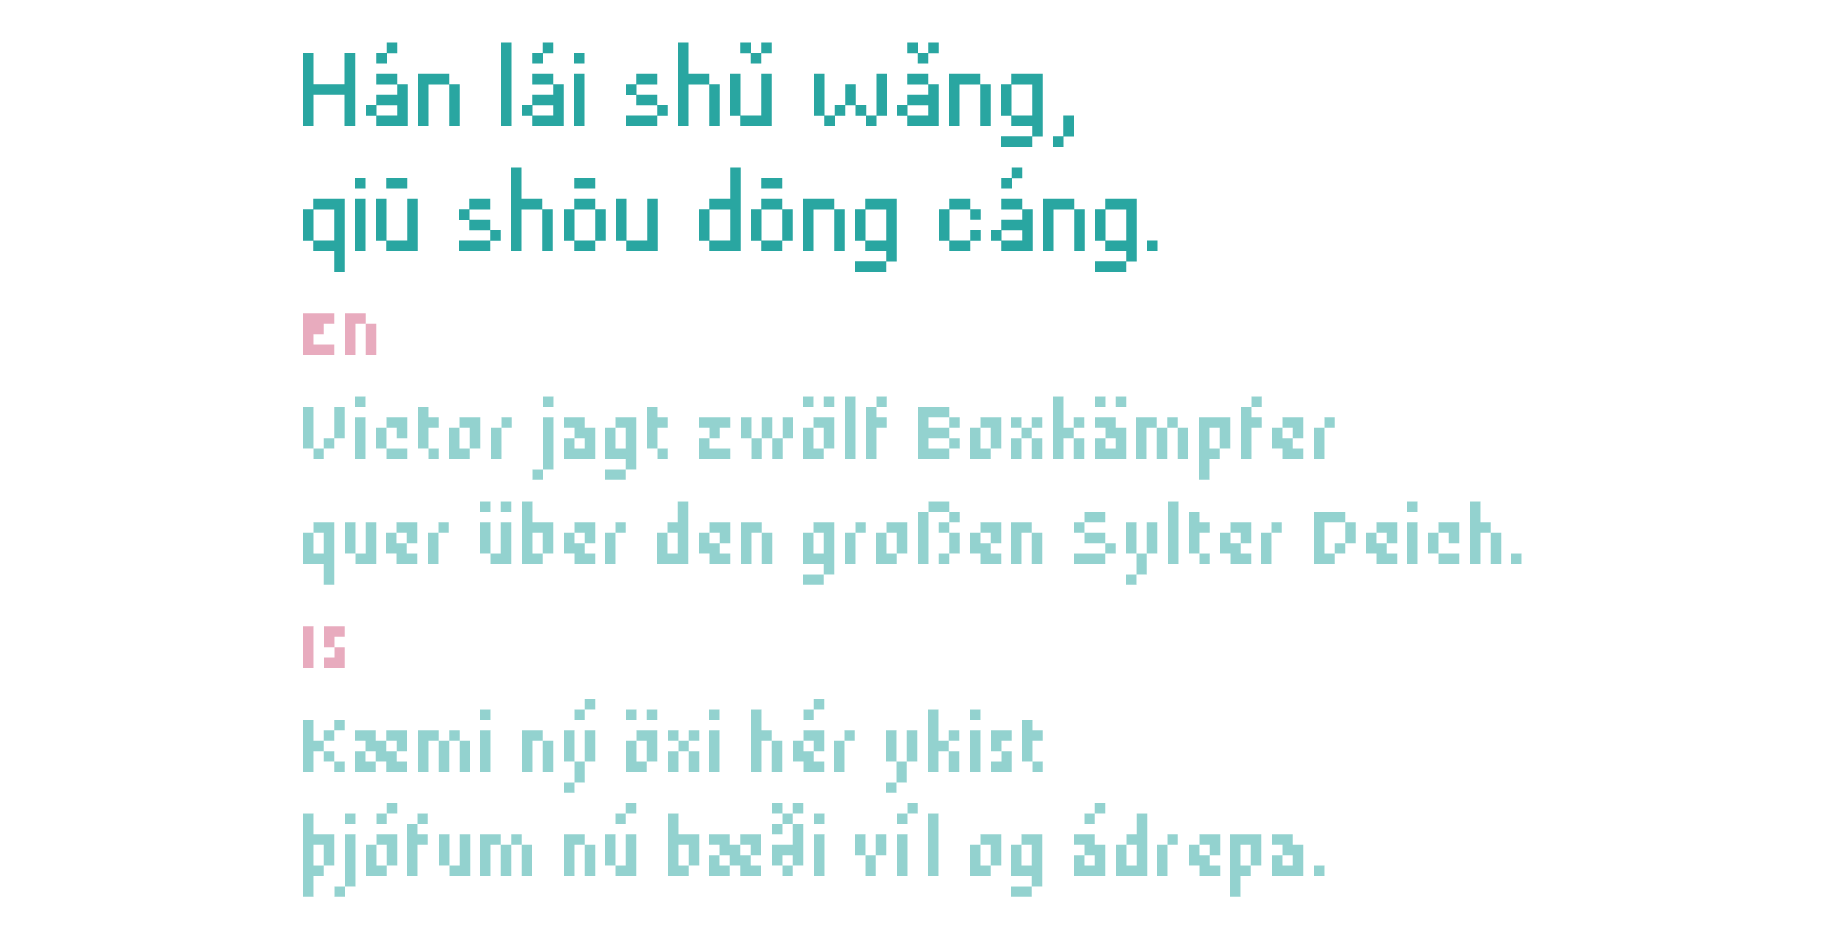 Hán lái shǔ wǎng,
qiū shōu dōng cáng.
EN
Victor jagt zwölf Boxkämpfer
quer über den großen Sylter Deich.
IS
Kæmi ný öxi hér ykist
þjófum nú bæði víl og ádrepa.